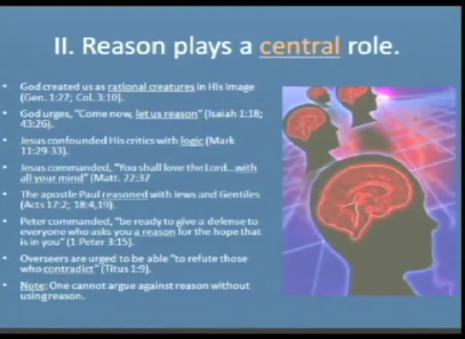 II. Reason plays a central role.
• God created us as rational creatures in His image
(Gen. 1:27; Col. 3:10).
• God urges, "Come now, let us reason" (Isaiah 1:18;
43:26).
• Jesus confounded His critics with logic (Mark
11:29-33).
• Jesus commanded, "You shall love the Lord...with
all your mind" (Matt. 22:37
• The apostle Paul reasoned with Jews and Gentiles
(Acts 17:2; 18:4,19).
• Peter commanded, "be ready to give a defense to
everyone who asks you a reason for the hope that
is in you" (1 Peter 3:15).
• Overseers are urged to be able "to refute those
who contradict" (Titus 1:9).
• Note: One cannot argue against reason without
using reason.